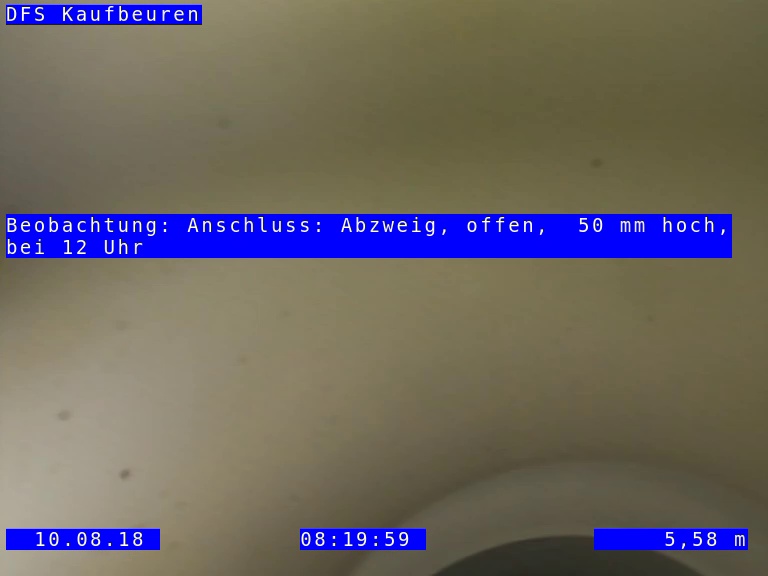 DFS Kaufbeuren
Beobachtung: Anschluss: Abzweig, offen,  50 mm hoch,
bei 12 Uhr
10.08.18 08:19:59 5,58 m